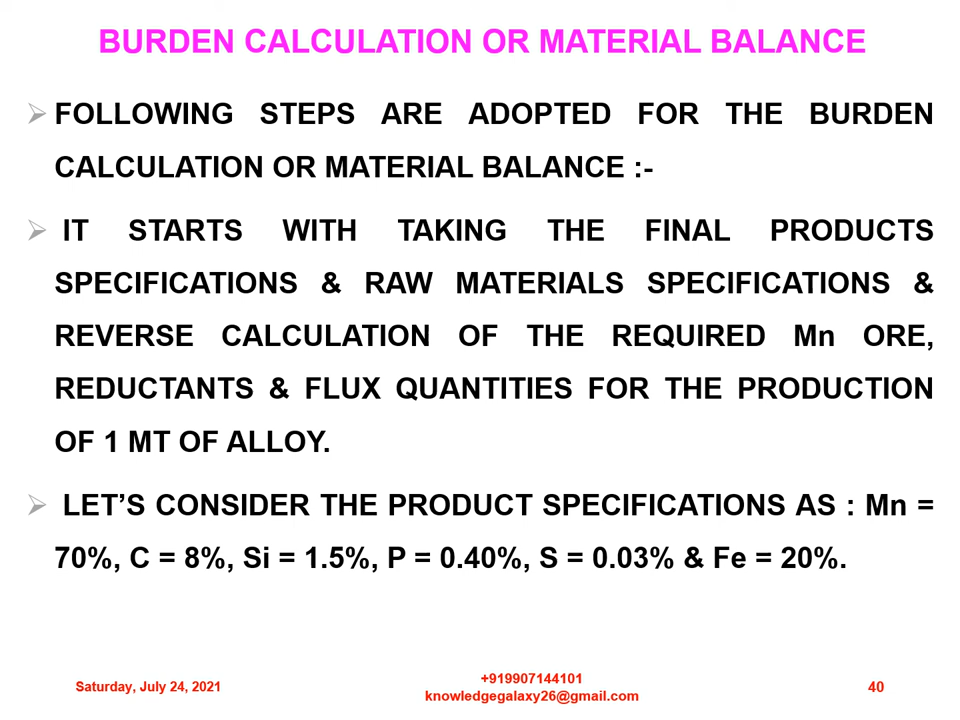 BURDEN CALCULATION OR MATERIAL BALANCE
FOLLOWING STEPS ARE ADOPTED FOR THE BURDEN
CALCULATION OR MATERIAL BALANCE :-
IT STARTS WITH TAKING THE FINAL PRODUCTS
SPECIFICATIONS & RAW MATERIALS SPECIFICATIONS &
REVERSE CALCULATION OF THE REQUIRED Mn ORE,
REDUCTANTS & FLUX QUANTITIES FOR THE PRODUCTION
OF 1 MT OF ALLOY.
LET’S CONSIDER THE PRODUCT SPECIFICATIONS AS : Mn =
70%, C = 8%, Si = 1.5%, P = 0.40%, S = 0.03% & Fe = 20%.
Saturday, July 24, 2021
+919907144101
knowledgegalaxy26@gmail.com
40